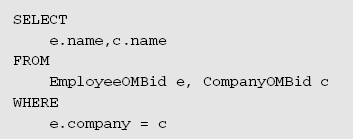 SELECT
e.name,c.name
FROM
EmployeeOMBid e, CompanyOMBid c
WHERE
e.company = c